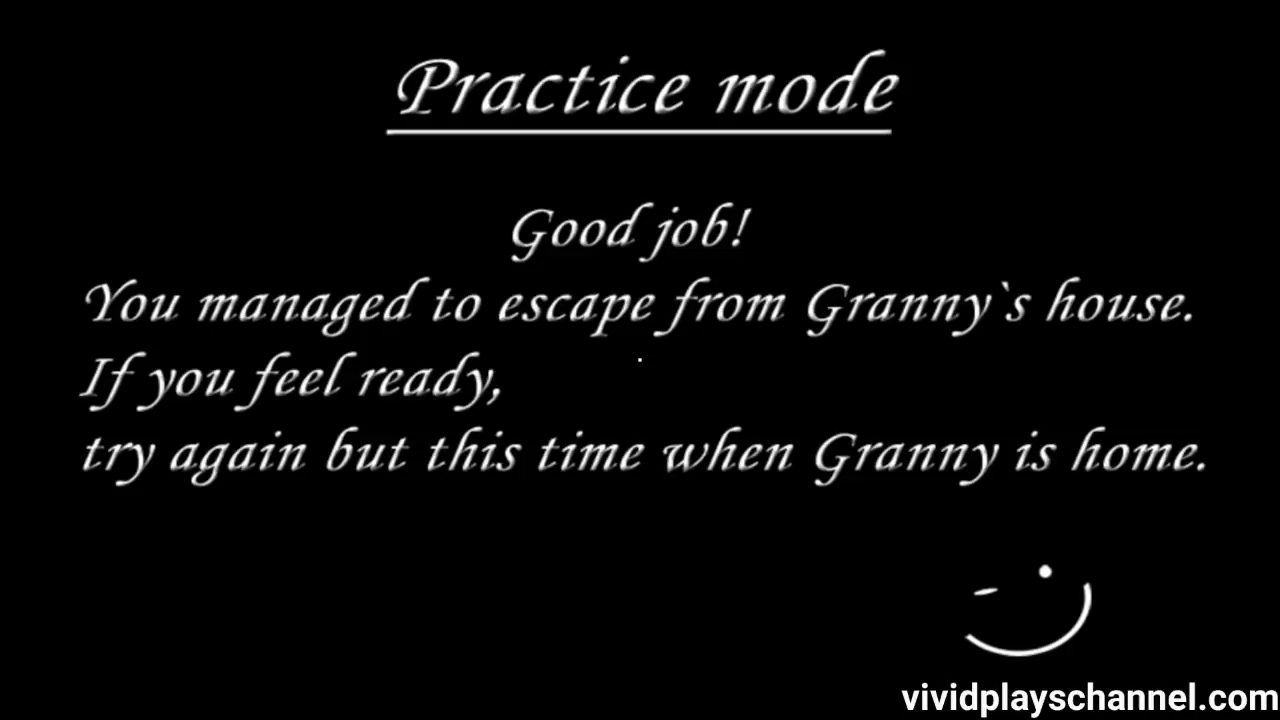 Practice mode
Good job!
You managed to escape from Granny`s house.
If you feel ready,
try again but this time when Granny is home.
vividplayschannel.com